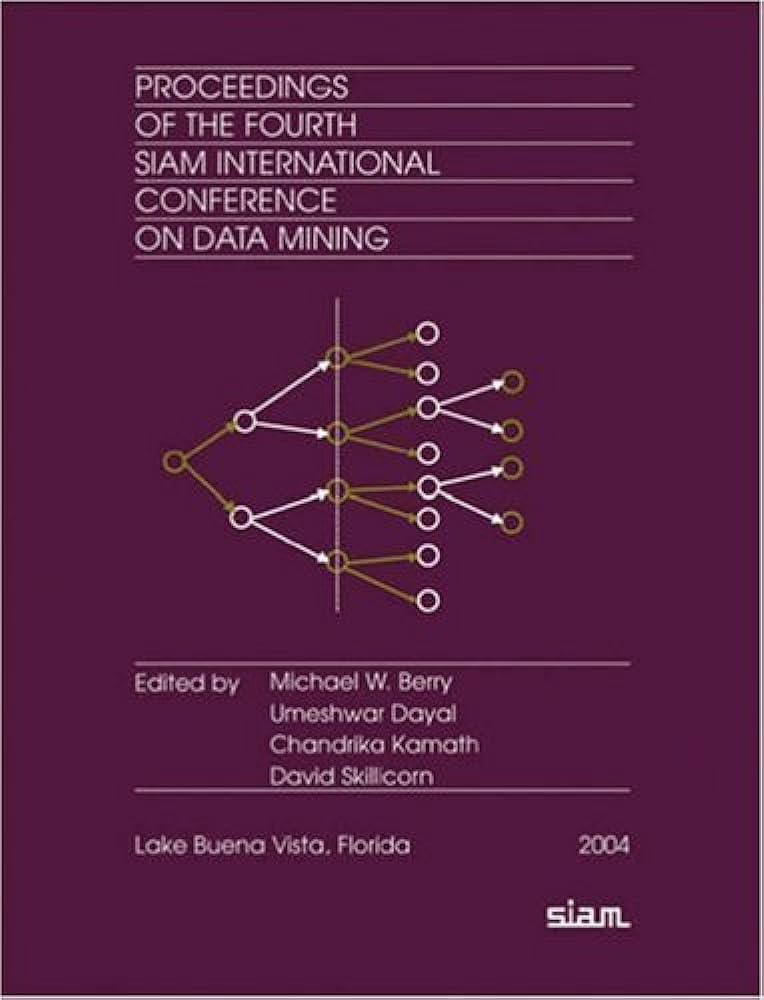 PROCEEDINGS
OF THE FOURTH
SIAM INTERNATIONAL
CONFERENCE
ON DATA MINING
Edited by Michael W. Berry
Umeshwar Dayal
Chandrika Kamath
David Skillicorn
Lake Buena Vista, Florida 2004
siam